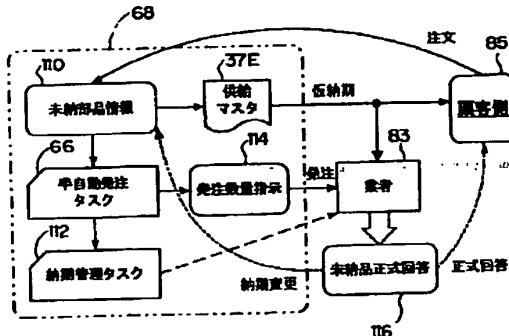 68
注文
85
110
37E
未納部品情報
供給
マスタ
仮納期
顧客側
66
114
83
半自動発注
タスク
発注数量指示
発注
業者
112
納期管理タスク
納期変更
未納品正式回答
正式回答
116